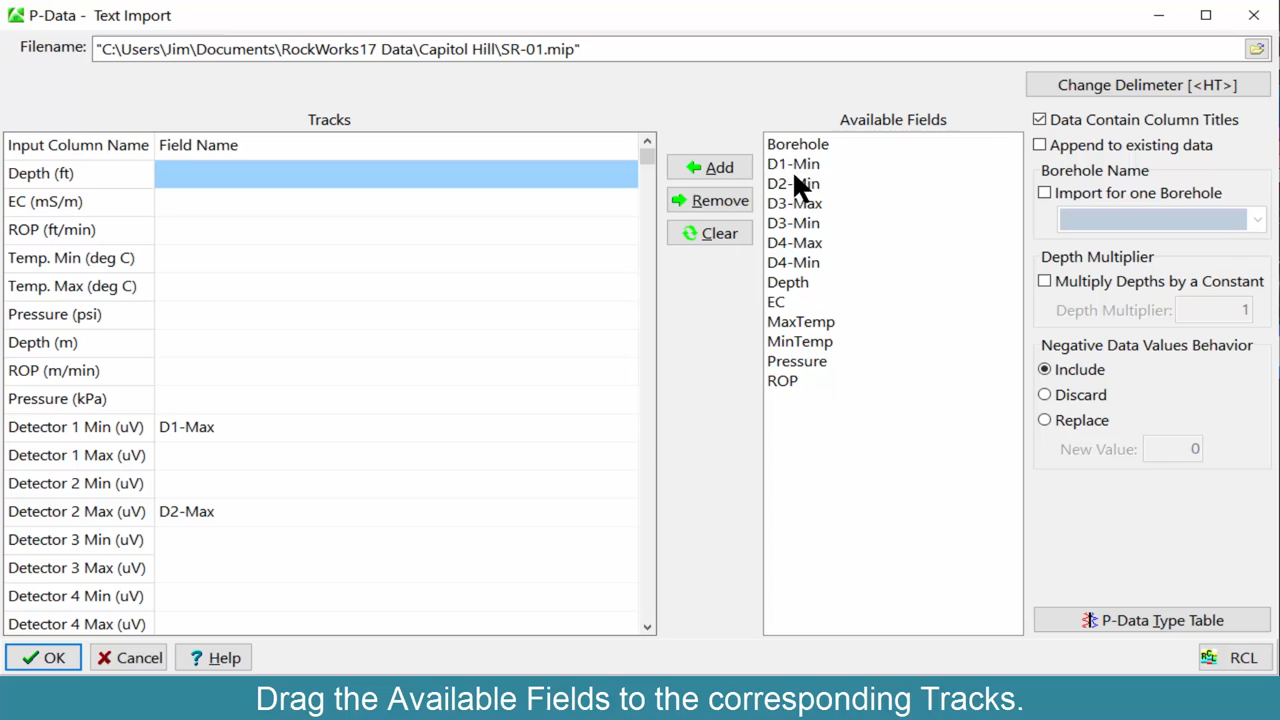 P-Data - Text Import
Filename: "C:\Users\Jim\Documents\RockWorks17 Data\Capitol Hill\SR-01.mip"
Change Delimeter [<HT>]
Tracks
Input Column Name Field Name
Depth (ft)
EC (mS/m)
ROP (ft/min)
Temp. Min (deg C)
Temp. Max (deg C)
Pressure (psi)
Depth (m)
ROP (m/min)
Pressure (kPa)
Detector 1 Min (uV) D1-Max
Detector 1 Max (uV)
Detector 2 Min (uV)
Detector 2 Max (uV) D2-Max
Detector 3 Min (uV)
Detector 3 Max (uV)
Detector 4 Min (uV)
Detector 4 Max (uV)
Add
Remove
Clear
Available Fields
Borehole
D1-Min
D2-Min
D3-Max
D3-Min
D4-Max
D4-Min
Depth
EC
MaxTemp
MinTemp
Pressure
ROP
Data Contain Column Titles
Append to existing data
Borehole Name
Import for one Borehole
Depth Multiplier
Multiply Depths by a Constant
Depth Multiplier: 1
Negative Data Values Behavior
Include
Discard
Replace
New Value: 0
P-Data Type Table
OK
Cancel
? Help
RCL RCL
Drag the Available Fields to the corresponding Tracks.